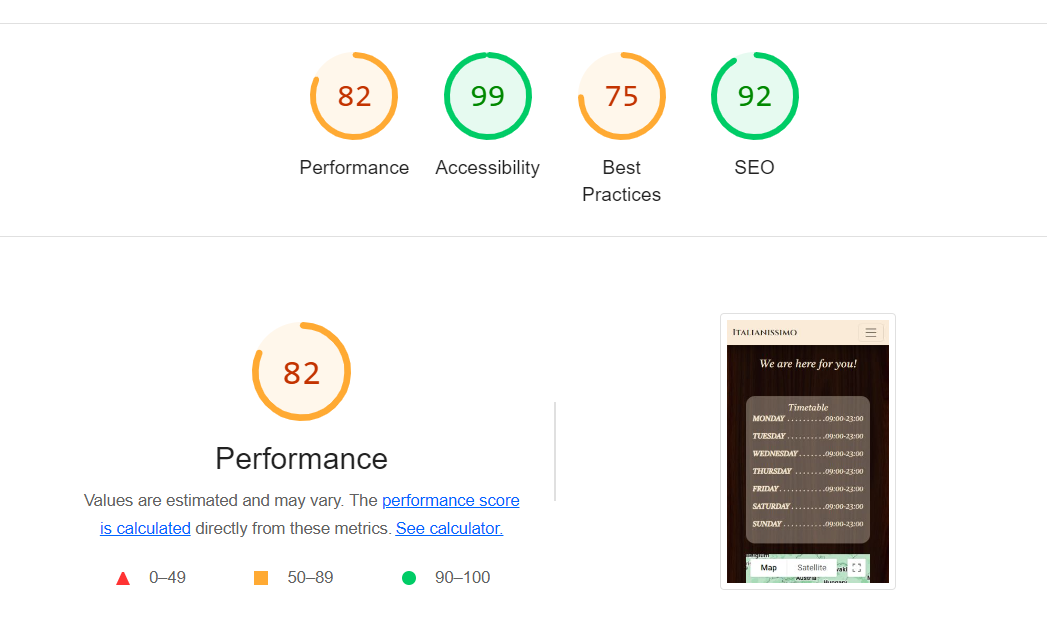 82
99
75
92
Performance
Accessibility
Best
Practices
SEO
82
Performance
Values are estimated and may vary. The performance score
is calculated directly from these metrics. See calculator.
0–49
50–89
90–100
Italianissimo
We are here for you!
Timetable
MONDAY . . . . . . . . .09:00-23:00
TUESDAY . . . . . . . . .09:00-23:00
WEDNESDAY . . . . . . .09:00-23:00
THURSDAY . . . . . . .09:00-23:00
FRIDAY . . . . . . . . . .09:00-23:00
SATURDAY . . . . . . . .09:00-23:00
SUNDAY . . . . . . . . .09:00-23:00
Map
Satellite
Austria